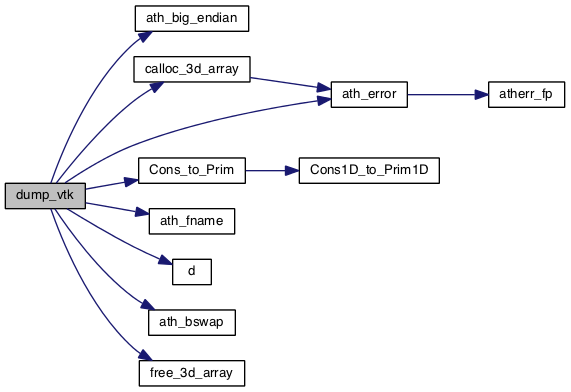 ath_big_endian
calloc_3d_array
ath_error
atherr_fp
Cons_to_Prim
Cons1D_to_Prim1D
dump_vtk
ath_fname
d
ath_bswap
free_3d_array